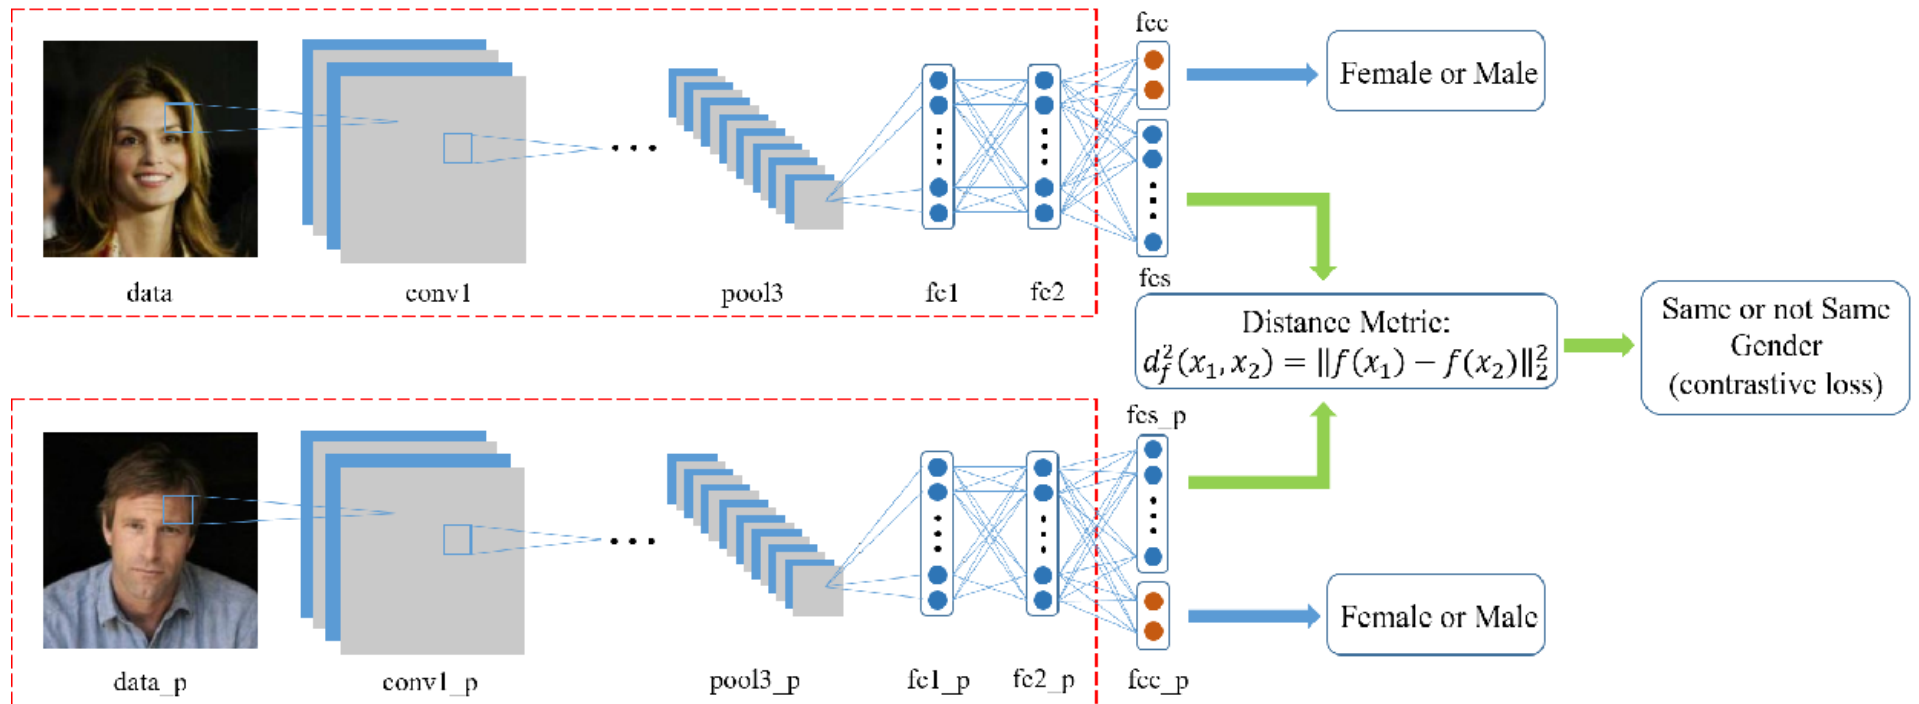 fcc
Female or Male
data
conv1
pool3
fc1
fc2
fcs
Distance Metric:
d_f^2(x_1, x_2) = ‖f(x_1) − f(x_2)‖_2^2
Same or not Same
Gender
(contrastive loss)
fcs_p
Female or Male
data_p
conv1_p
pool3_p
fc1_p
fc2_p
fcc_p